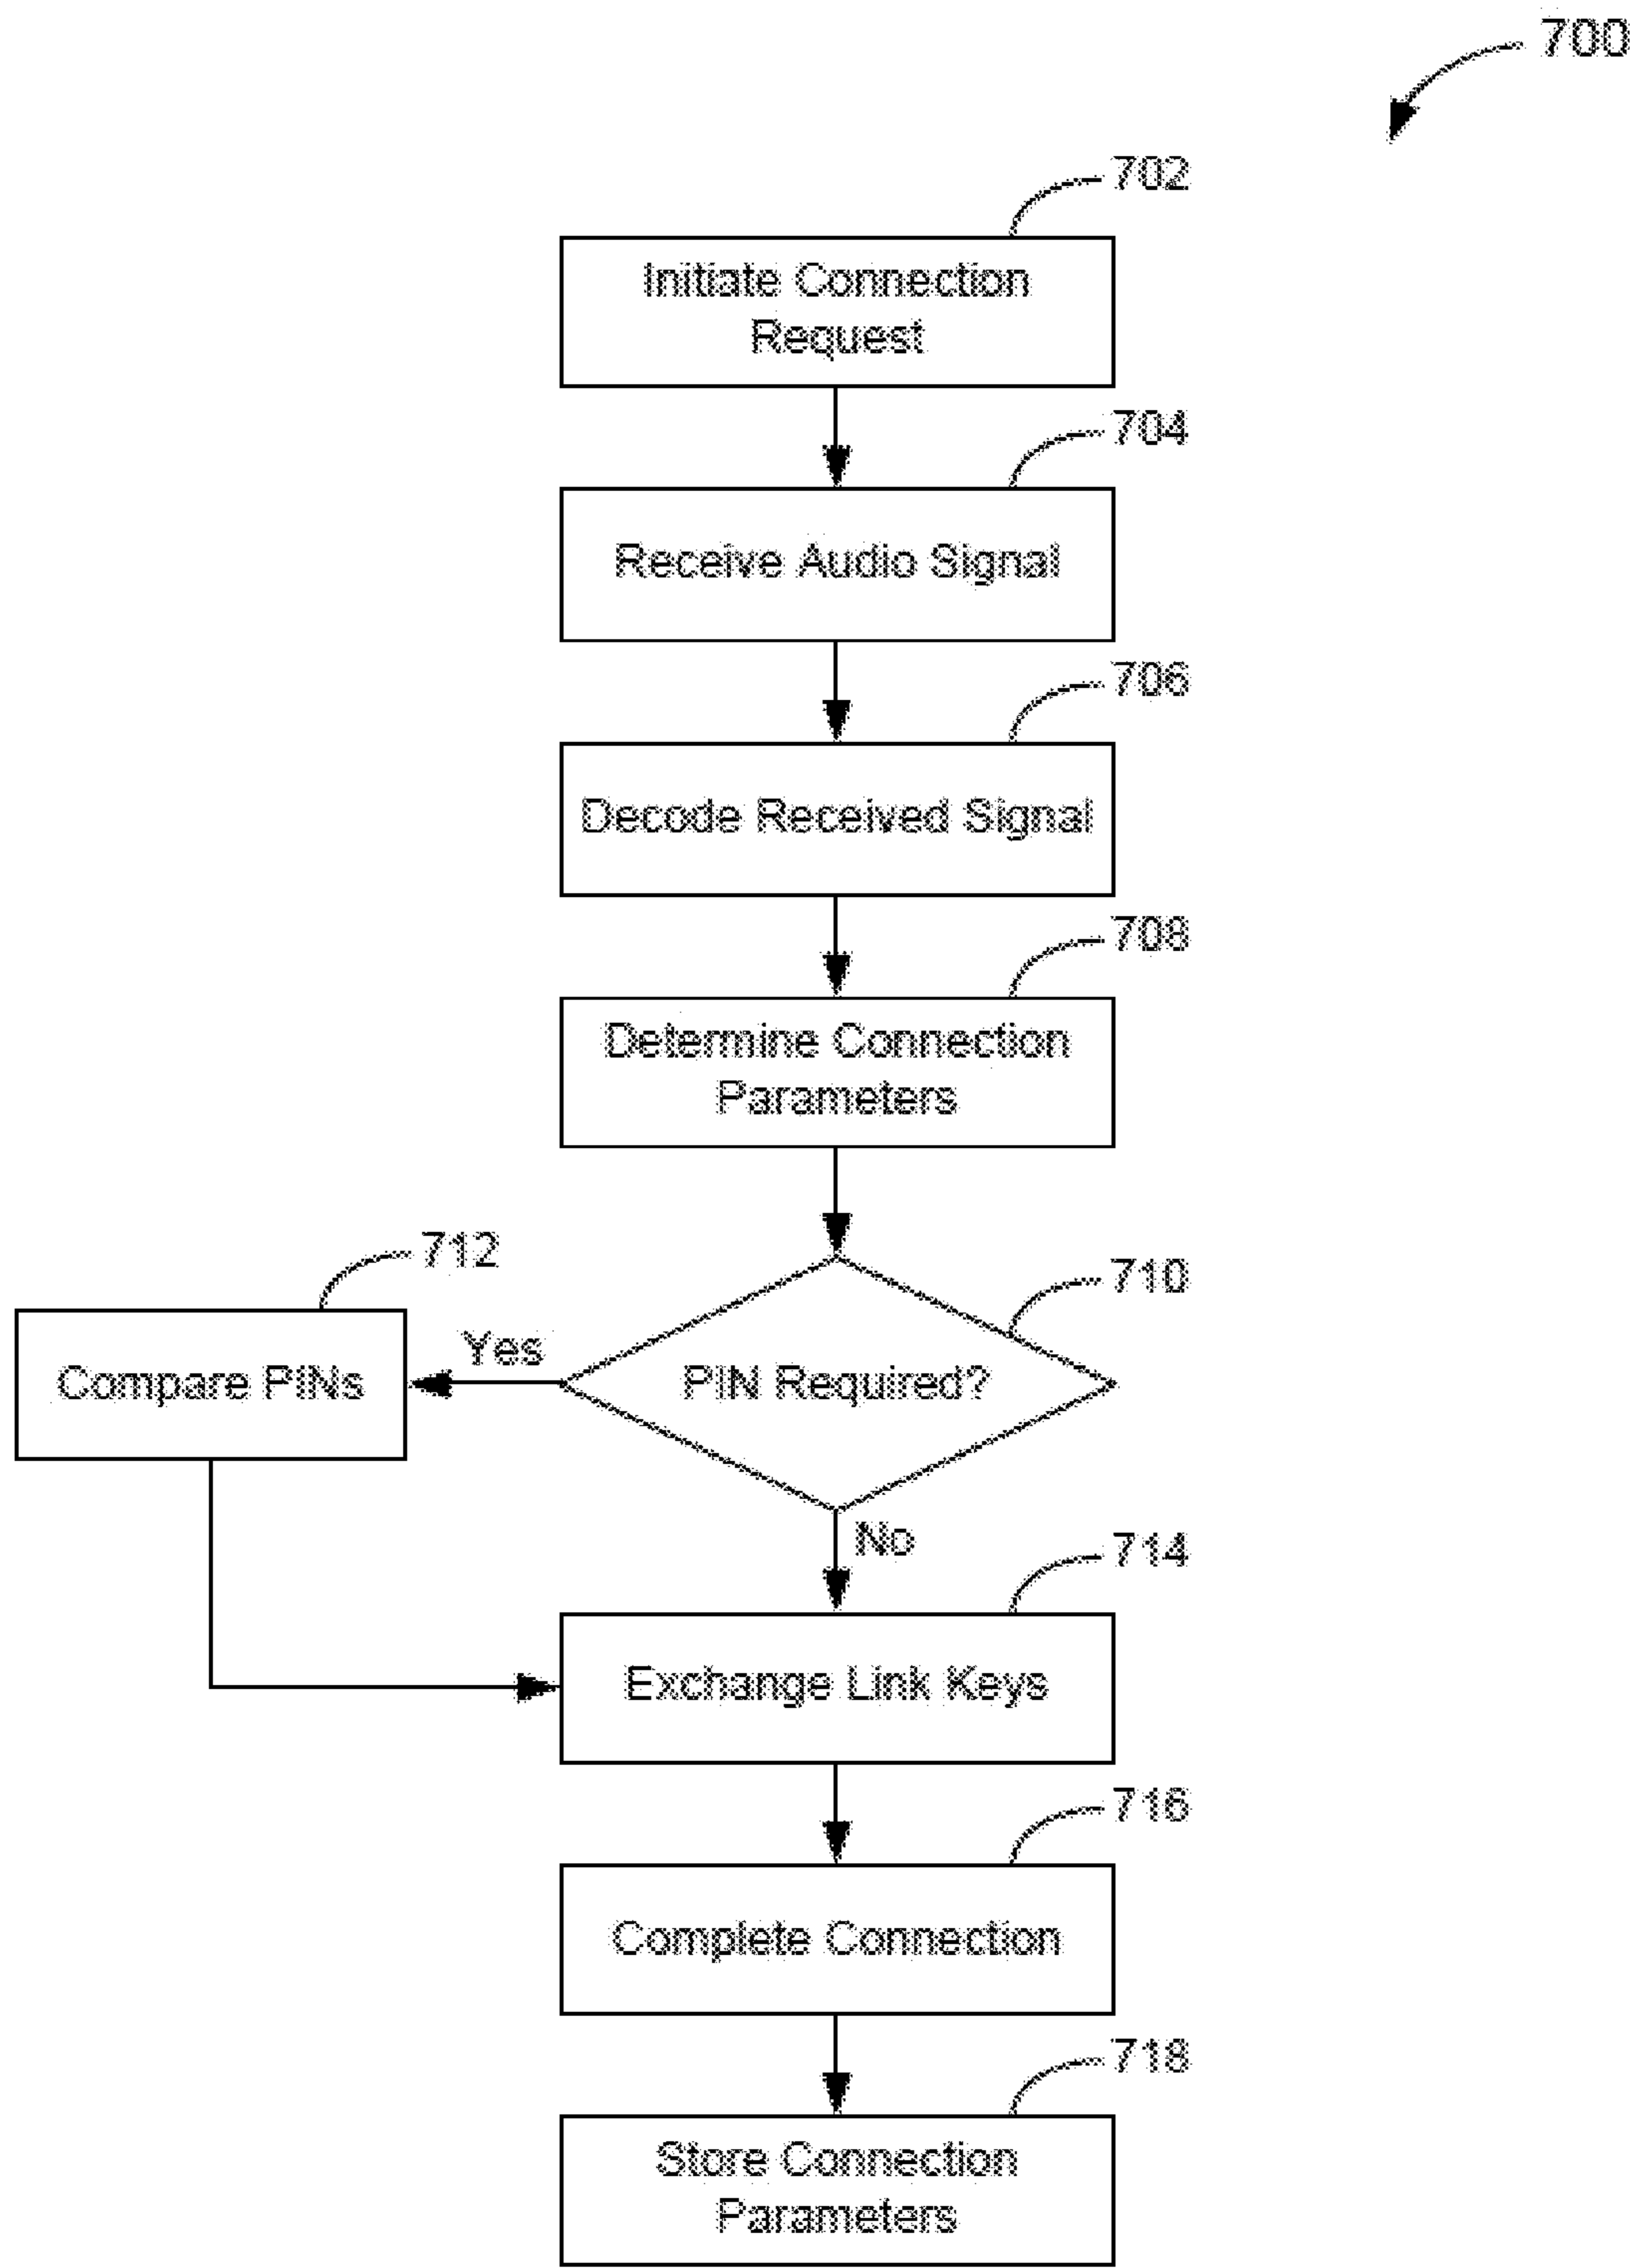 700
702
Initiate Connection
Request
704
Receive Audio Signal
706
Decode Received Signal
708
Determine Connection
Parameters
710
PIN Required?
712
Yes
Compare PINs
No
714
Exchange Link Keys
716
Complete Connection
718
Store Connection
Parameters